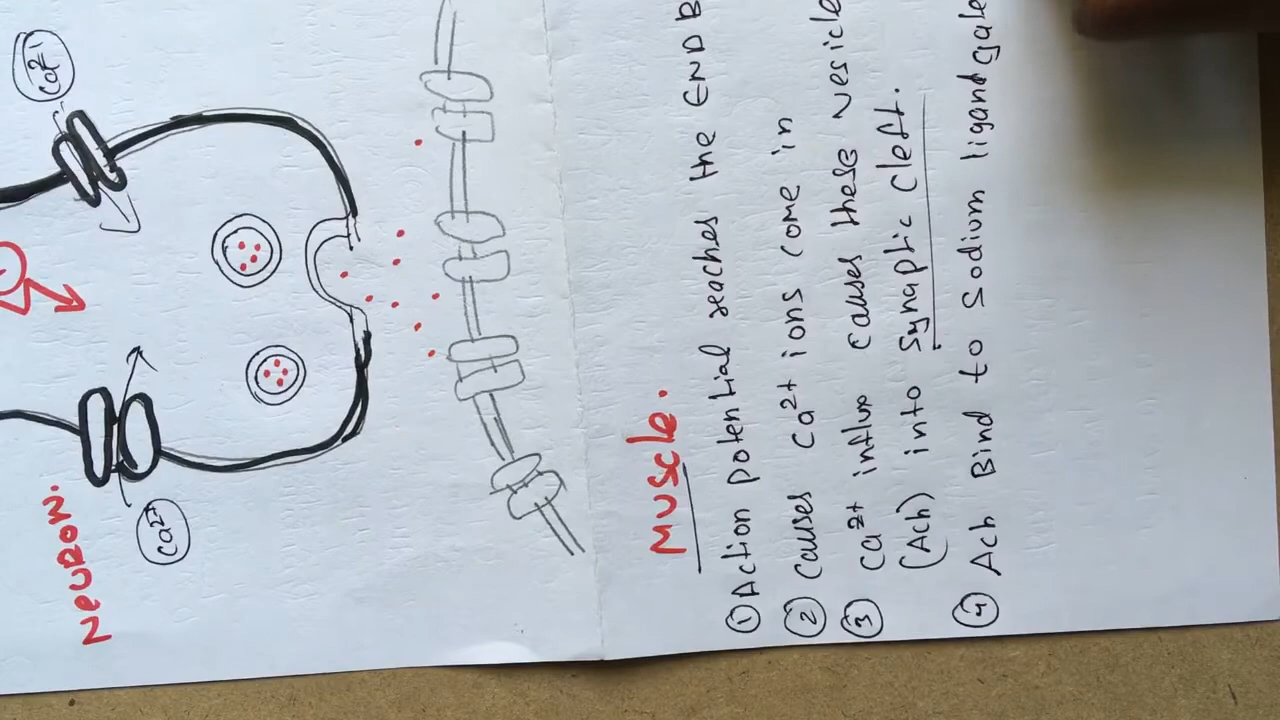 Ca²⁺
NeuRoW.
Ca²⁺
Muscle.
① Action potential reaches the END B
② causes Ca²⁺ ions come in
③ Ca²⁺ influx causes these vesicle
(Ach) into synaptic cleft.
④ Ach Bind to Sodium ligand gate